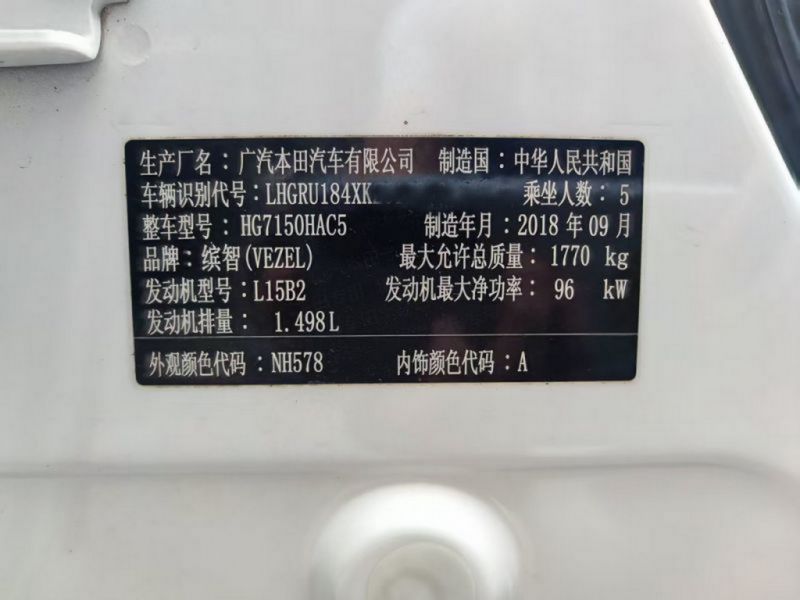 生产厂名：广汽本田汽车有限公司 制造国：中华人民共和国
车辆识别代号：LHGRU184XK 乘坐人数：5
整车型号：HG7150HAC5 制造年月：2018 年 09 月
品牌：缤智(VEZEL) 最大允许总质量：1770 kg
发动机型号：L15B2 发动机最大净功率：96 kW
发动机排量：1.498L
外观颜色代码：NH578 内饰颜色代码：A